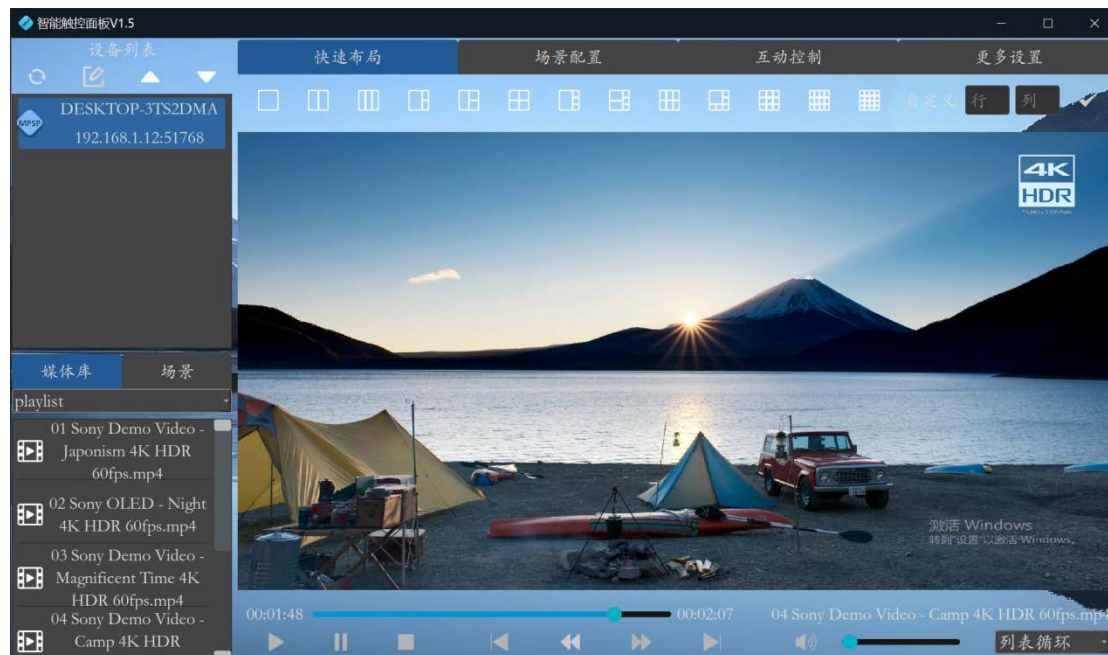 智能触控面板V1.5
设备列表
快速布局
场景配置
互动控制
更多设置
MPSP
DESKTOP-3TS2DMA
192.168.1.12:51768
自定义:
行
列
4K
HDR
媒体库
场景
playlist
01 Sony Demo Video -
Japonism 4K HDR
60fps.mp4
02 Sony OLED - Night
4K HDR 60fps.mp4
03 Sony Demo Video -
Magnificent Time 4K
HDR 60fps.mp4
04 Sony Demo Video -
Camp 4K HDR
激活 Windows
转到"设置"以激活 Windows。
00:01:48
00:02:07
04 Sony Demo Video - Camp 4K HDR 60fps.mp4
列表循环